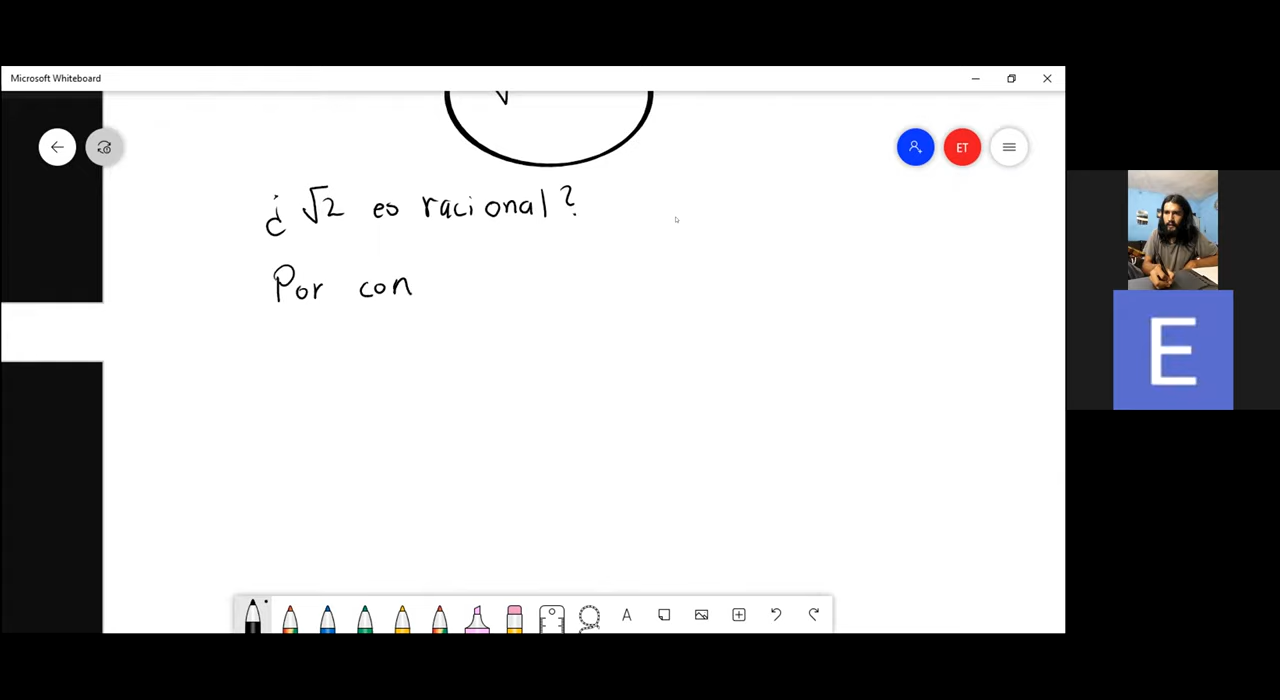 Microsoft Whiteboard
ET
¿ √2 es racional?
Por con
E
A